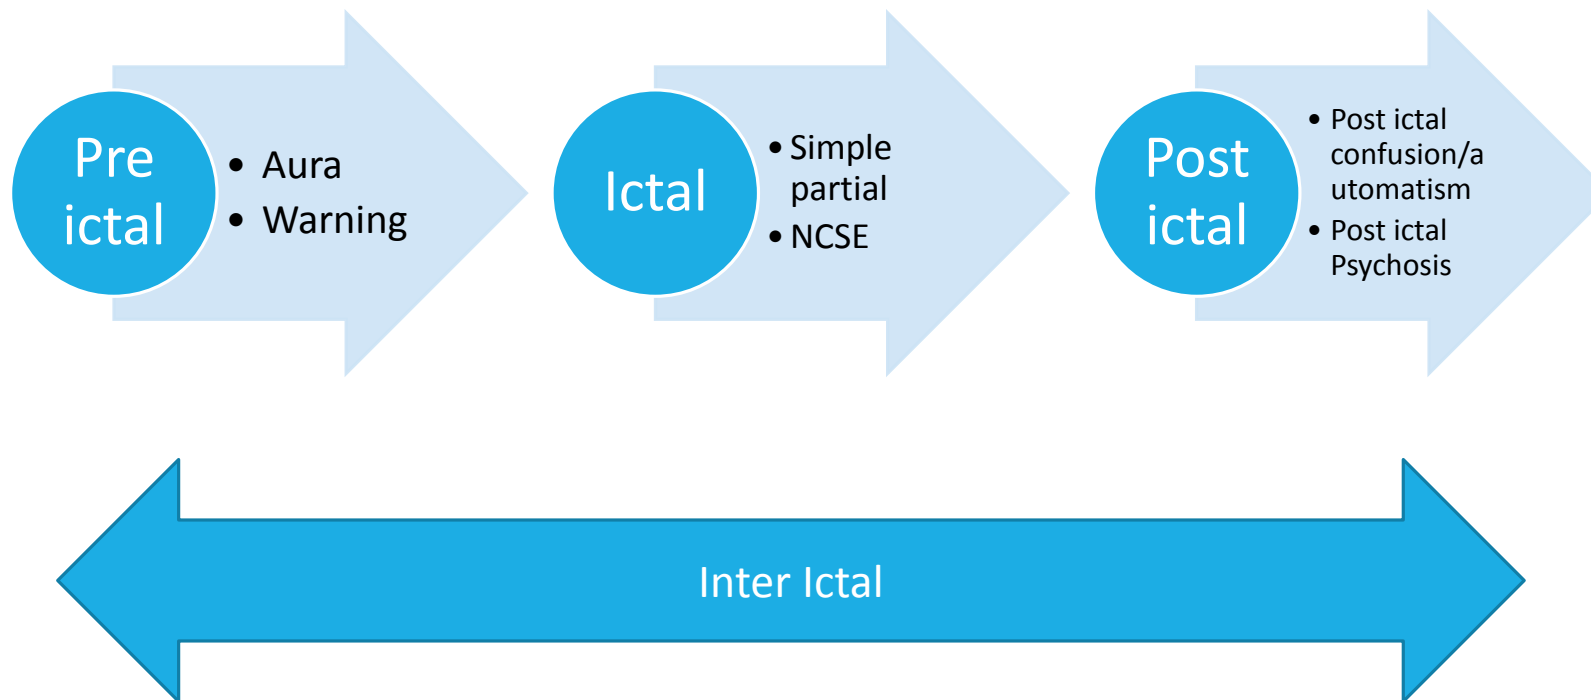 Pre
ictal
• Aura
• Warning
Ictal
• Simple
partial
• NCSE
Post
ictal
• Post ictal
confusion/a
utomatism
• Post ictal
Psychosis
Inter Ictal